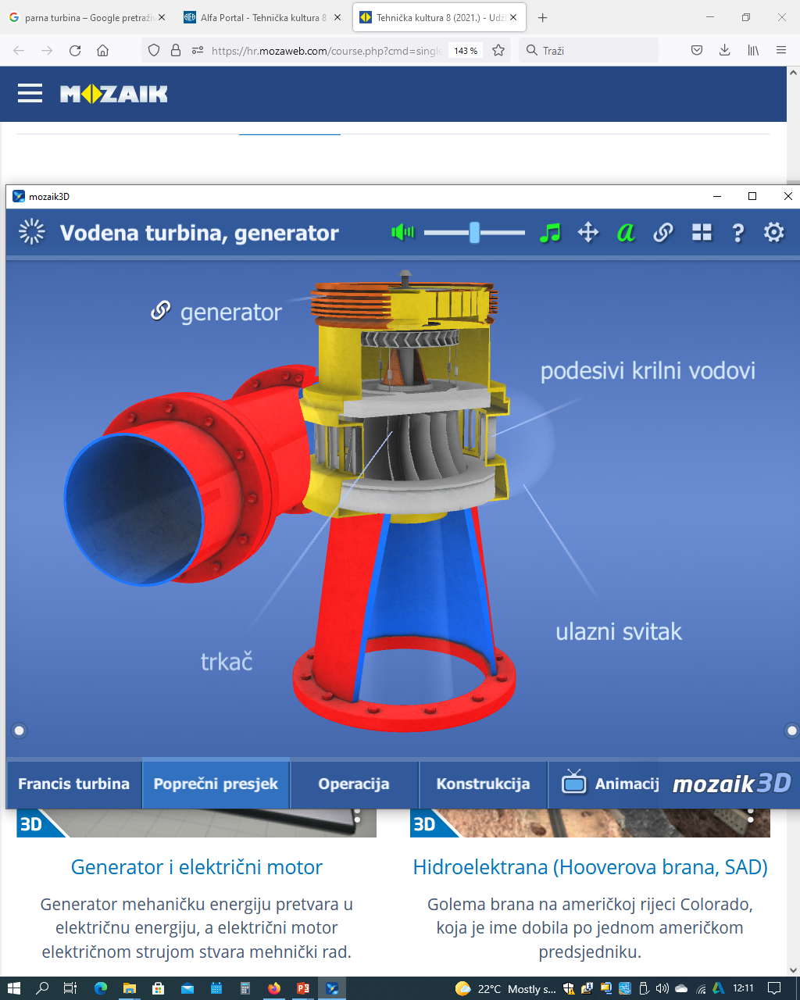 parna turbina – Google pretraživ
Alfa Portal - Tehnička kultura 8
Tehnička kultura 8 (2021.) - Udž
https://hr.mozaweb.com/course.php?cmd=single
143 %
Traži
MOZAIK
mozaik3D
Vodena turbina, generator
a
?
generator
podesivi krilni vodovi
trkač
ulazni svitak
Francis turbina
Poprečni presjek
Operacija
Konstrukcija
Animacij
mozaik3D
3D
3D
Generator i električni motor
Generator mehaničku energiju pretvara u
električnu energiju, a električni motor
električnom strujom stvara mehnički rad.
Hidroelektrana (Hooverova brana, SAD)
Golema brana na američkoj rijeci Colorado,
koja je ime dobila po jednom američkom
predsjedniku.
22°C Mostly s...
12:11